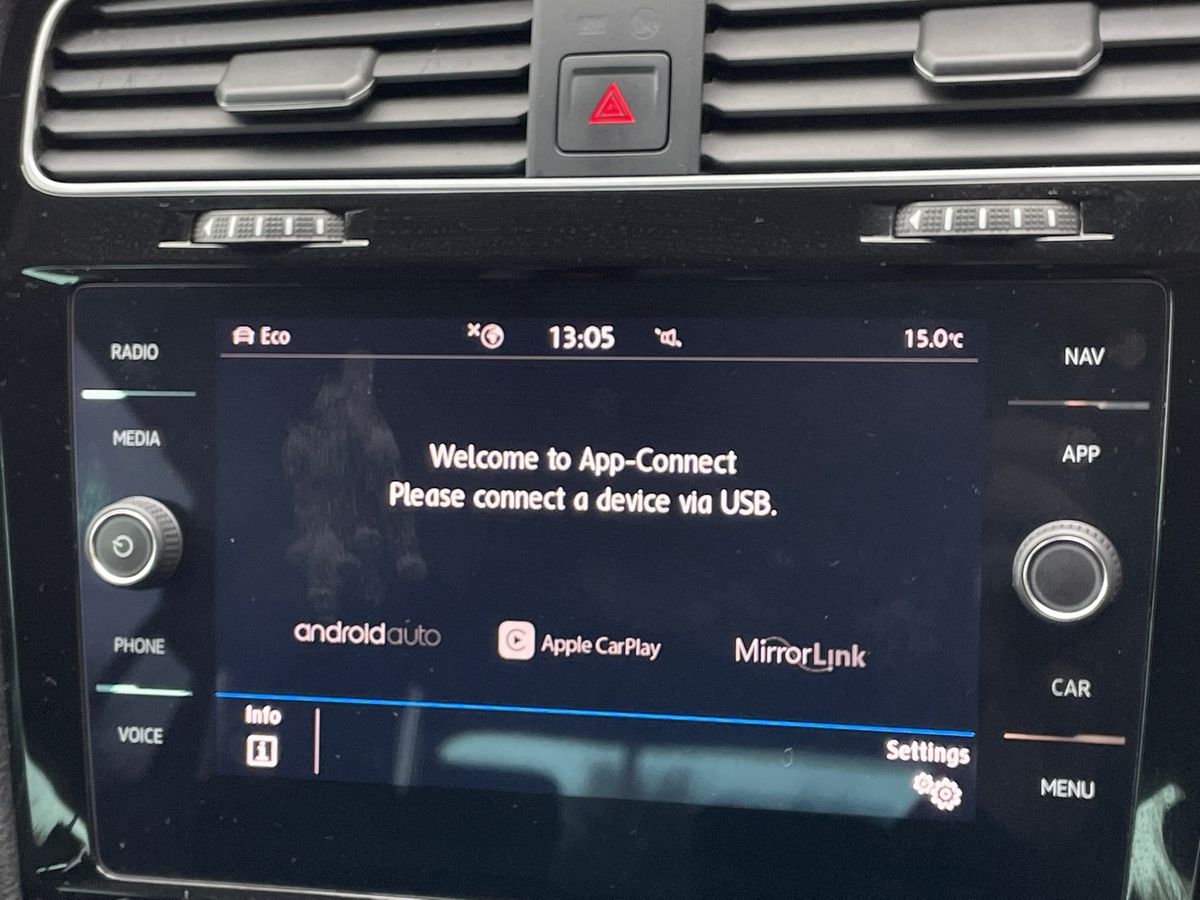 Eco
13:05
15.0°C
RADIO
MEDIA
PHONE
VOICE
Welcome to App-Connect
Please connect a device via USB.
androidauto
Apple CarPlay
MirrorLink
Info
i
Settings
NAV
APP
CAR
MENU